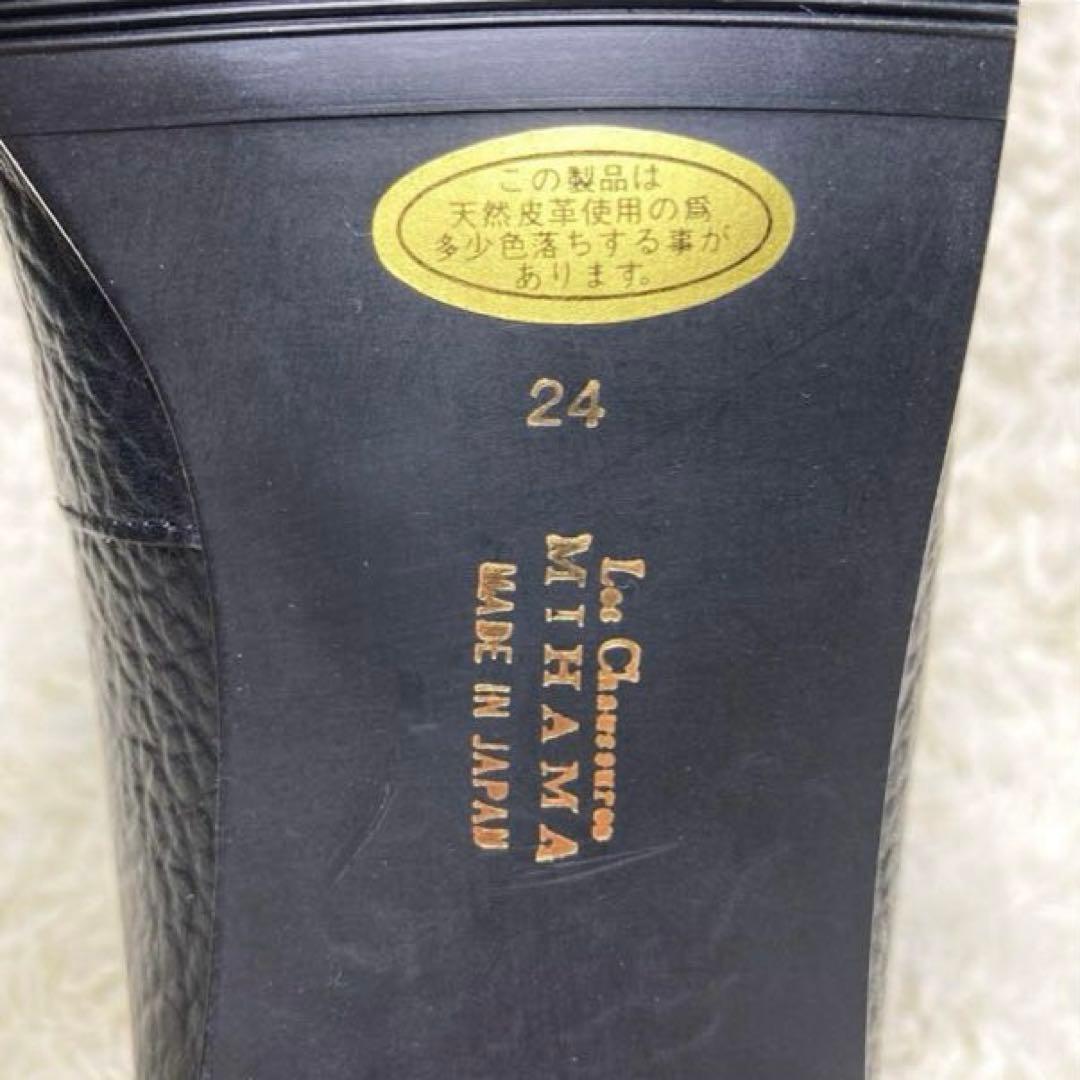 この製品は
天然皮革使用の爲
多少色落ちする事が
あります。
24
Les Chaussures
MIHAMA
MADE IN JAPAN